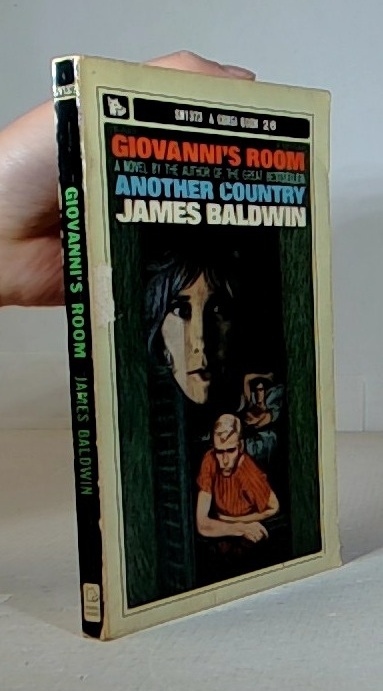 A CORGI BOOK 2'6
GIOVANNI'S ROOM
A NOVEL BY THE AUTHOR OF THE GREAT BESTSELLER
ANOTHER COUNTRY
JAMES BALDWIN
GIOVANNI'S ROOM JAMES BALDWIN